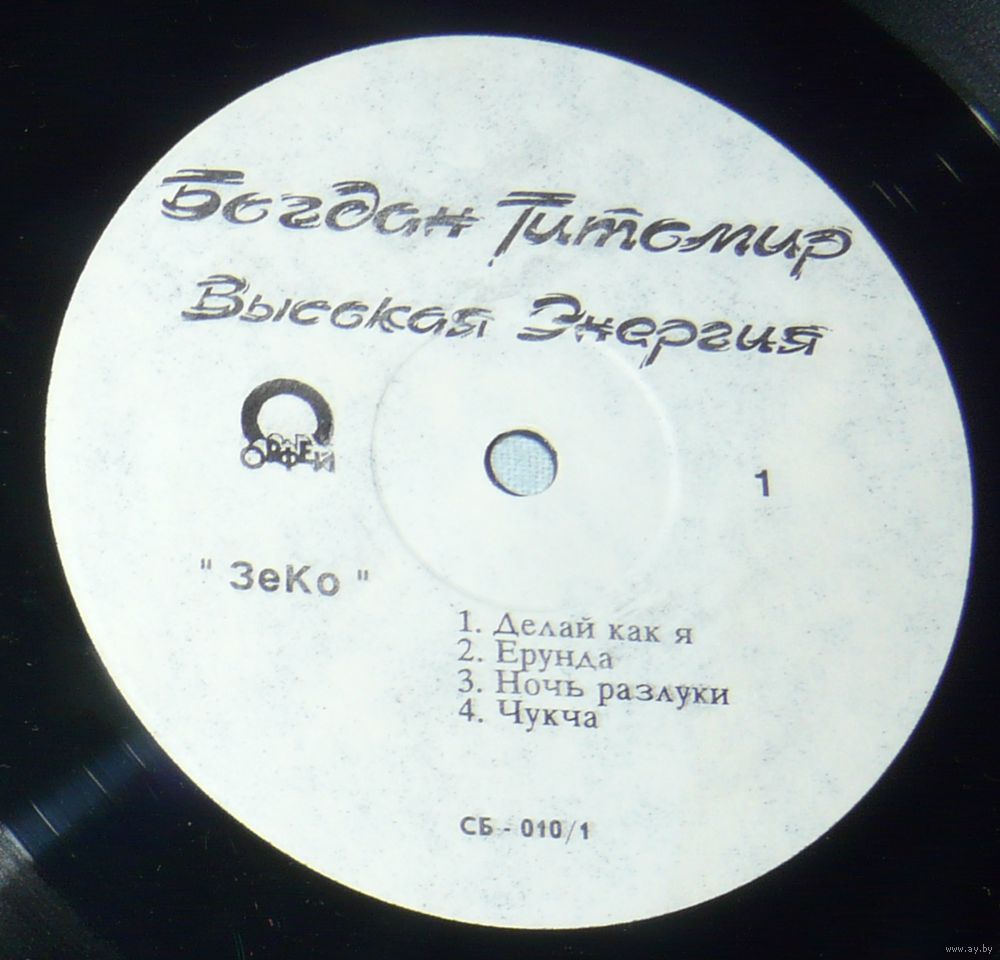 Богдан Титомир
Высокая Энергия
ОРФЕЙ
1
" ЗеКо "
1. Делай как я
2. Ерунда
3. Ночь разлуки
4. Чукча
СБ - 010/1
www.ay.by